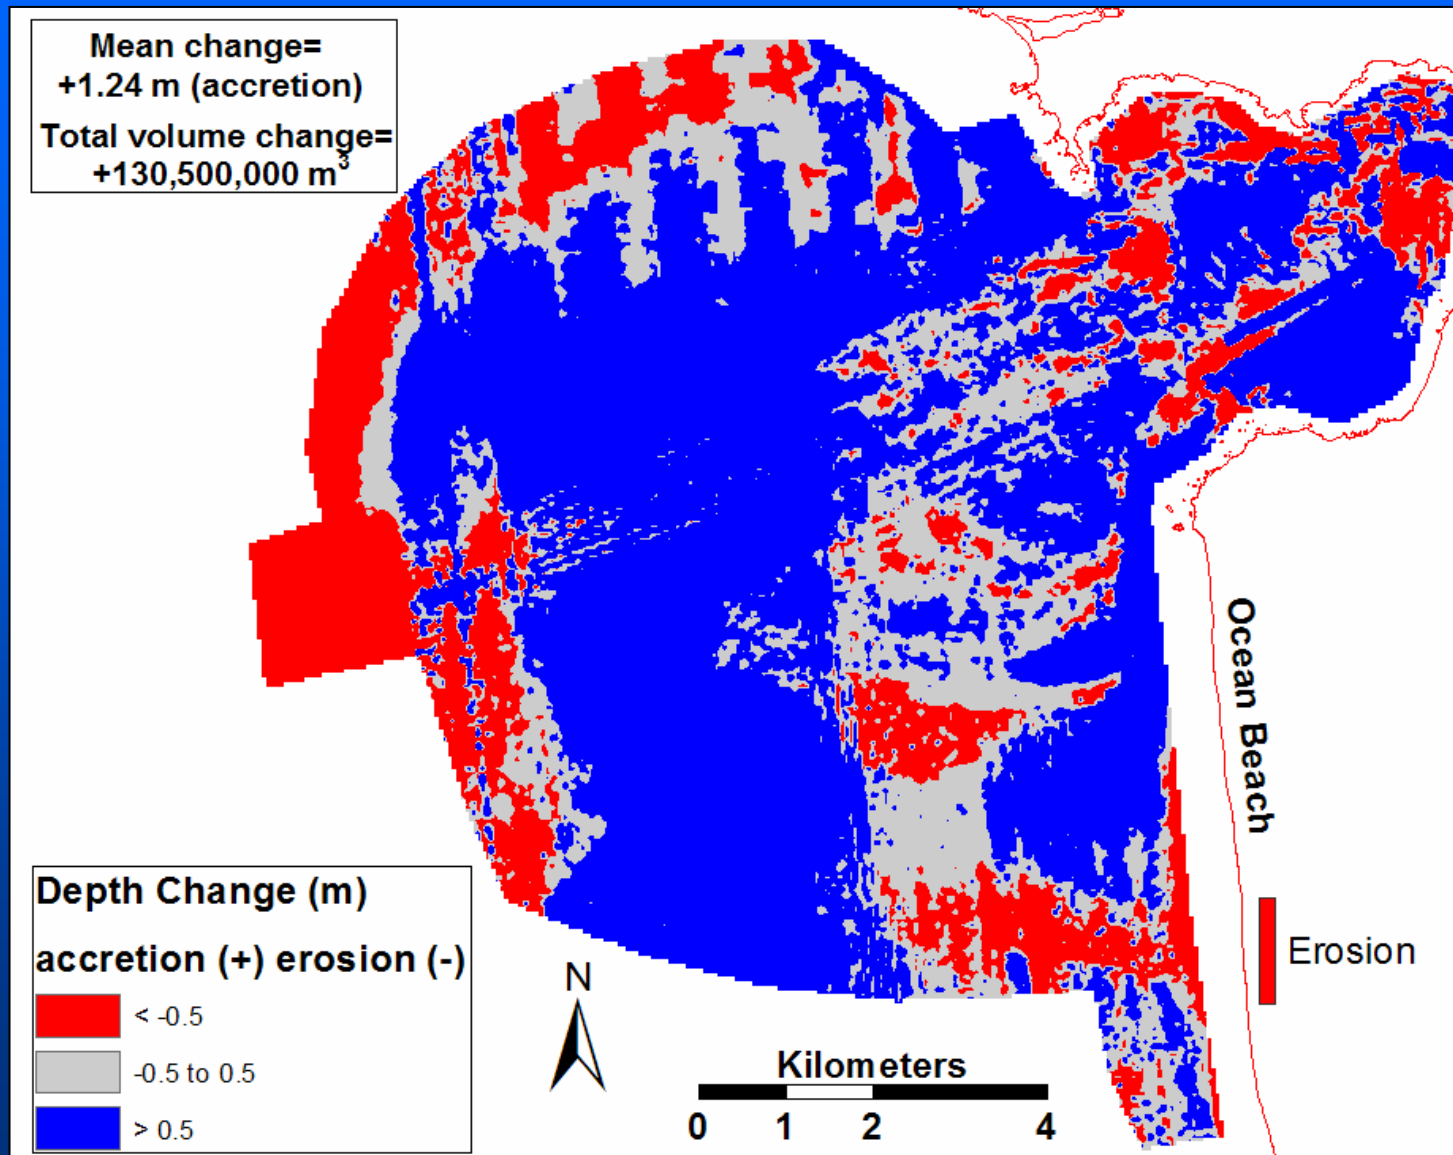 Mean change=
+1.24 m (accretion)
Total volume change=
+130,500,000 m³
Ocean Beach
Erosion
Depth Change (m)
accretion (+) erosion (-)
< -0.5
-0.5 to 0.5
> 0.5
N
Kilometers
0 1 2 4